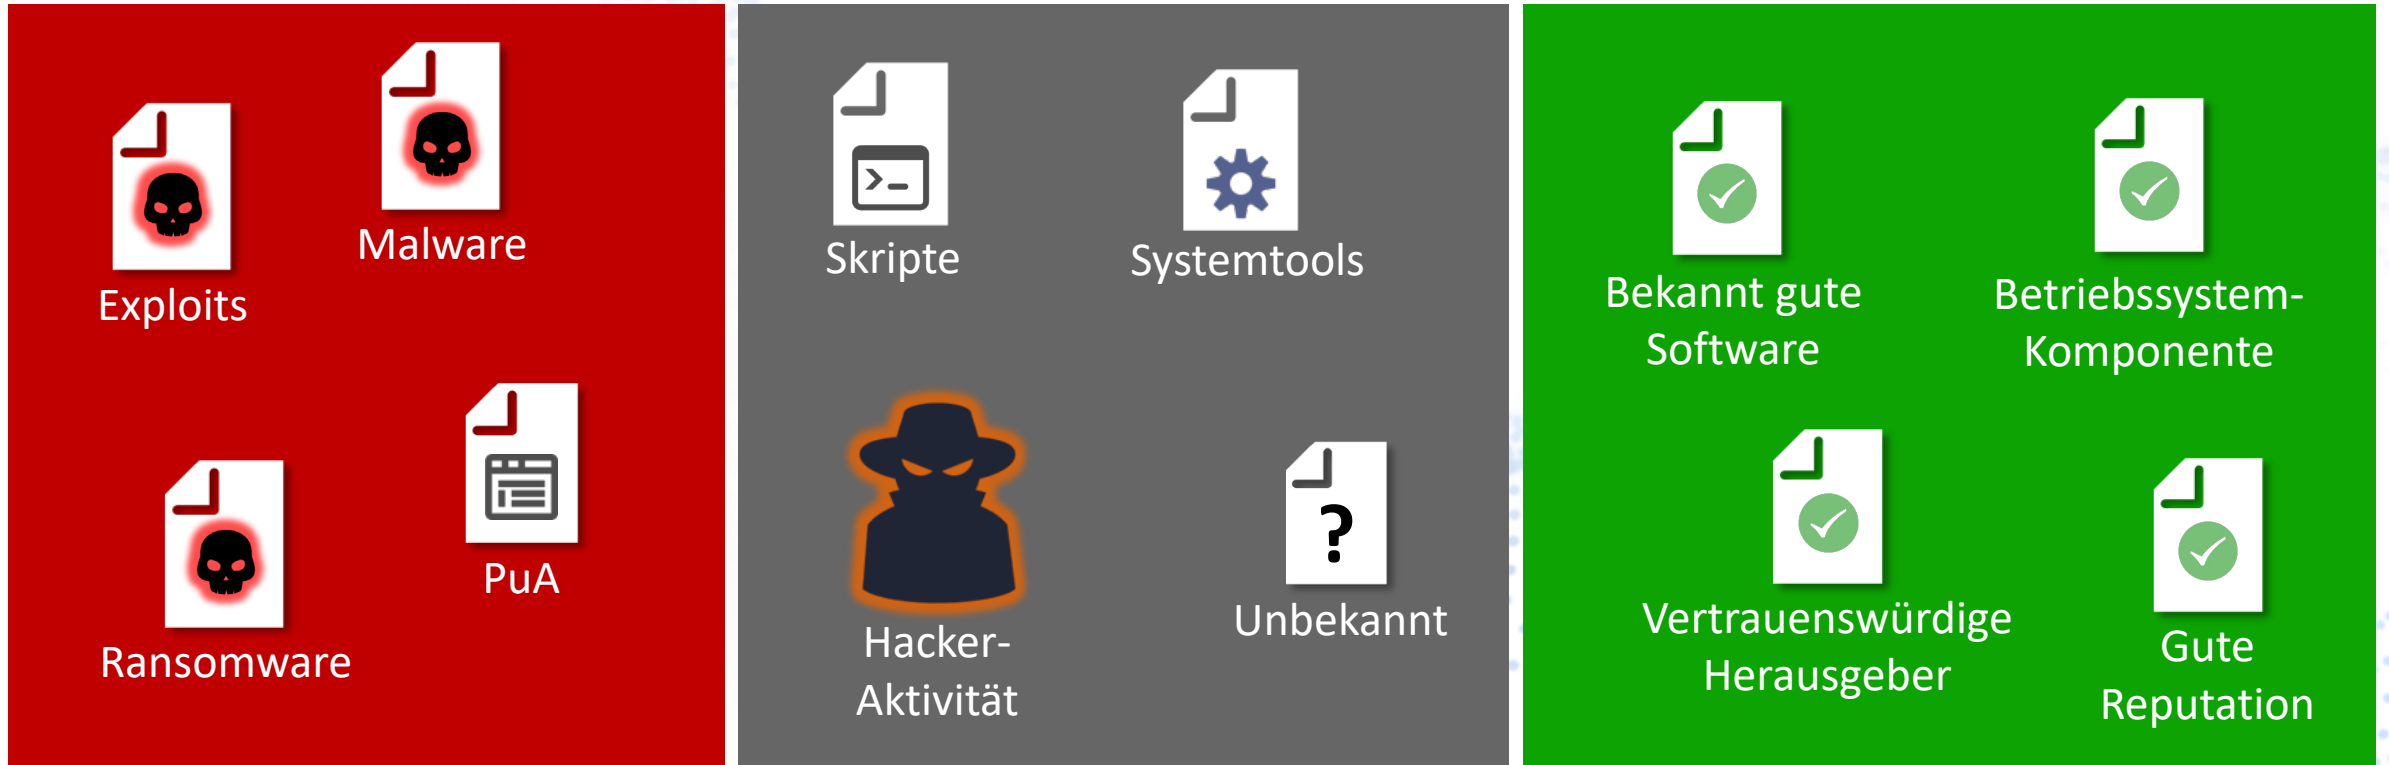 Exploits
Malware
Ransomware
PuA
Skripte
Systemtools
Hacker-
Aktivität
?
Unbekannt
Bekannt gute
Software
Betriebssystem-
Komponente
Vertrauenswürdige
Herausgeber
Gute
Reputation